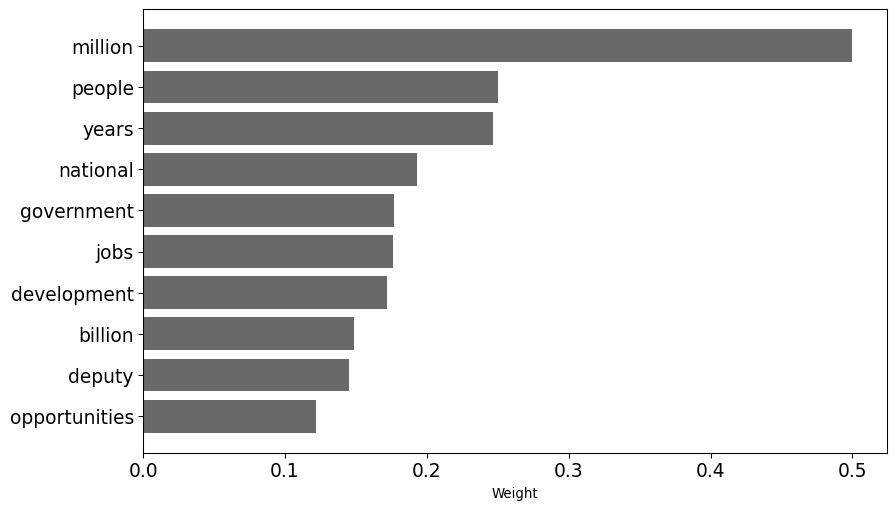 million
people
years
national
government
jobs
development
billion
deputy
opportunities
0.0 0.1 0.2 0.3 0.4 0.5
Weight